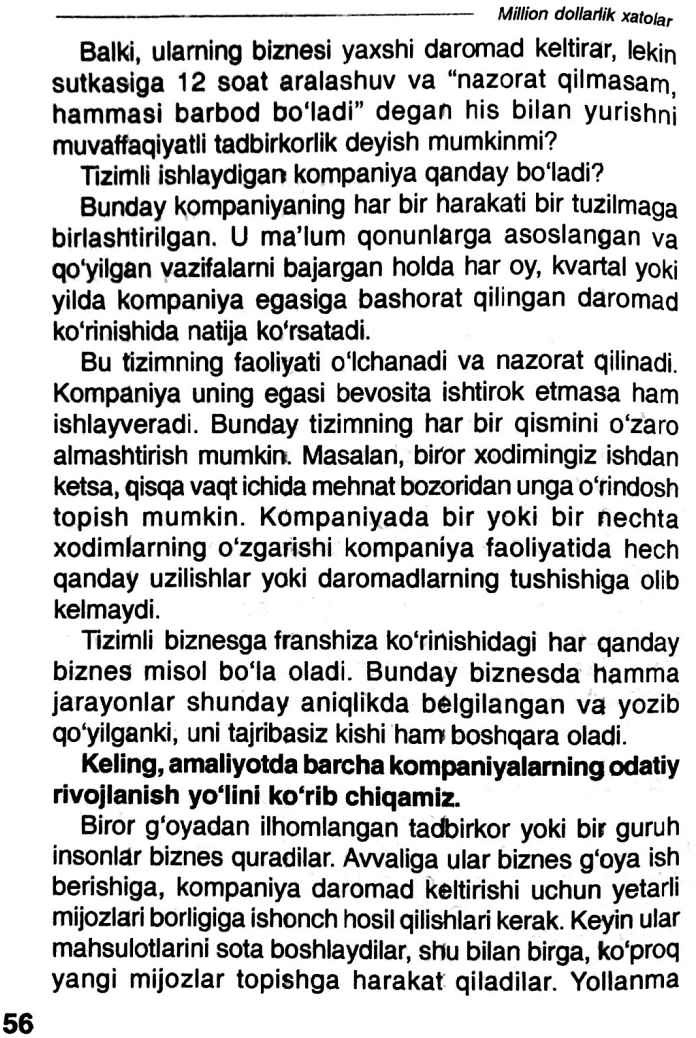 Million dollarlik xatolar
Balki, ularning biznesi yaxshi daromad keltirar, lekin
sutkasiga 12 soat aralashuv va “nazorat qilmasam,
hammasi barbod bo‘ladi” degan his bilan yurishni
muvaffaqiyatli tadbirkorlik deyish mumkinmi?
Tizimli ishlaydigan kompaniya qanday bo‘ladi?
Bunday kompaniyaning har bir harakati bir tuzilmaga
birlashtirilgan. U ma’lum qonunlarga asoslangan va
qo‘yilgan vazifalarni bajargan holda har oy, kvartal yoki
yilda kompaniya egasiga bashorat qilingan daromad
ko‘rinishida natija ko‘rsatadi.
Bu tizimning faoliyati o‘lchanadi va nazorat qilinadi.
Kompaniya uning egasi bevosita ishtirok etmasa ham
ishlayveradi. Bunday tizimning har bir qismini o‘zaro
almashtirish mumkin. Masalan, biror xodimingiz ishdan
ketsa, qisqa vaqt ichida mehnat bozoridan unga o‘rindosh
topish mumkin. Kompaniyada bir yoki bir nechta
xodimlarning o‘zgarishi kompaniya faoliyatida hech
qanday uzilishlar yoki daromadlarning tushishiga olib
kelmaydi.
Tizimli biznesga franshiza ko‘rinishidagi har qanday
biznes misol bo‘la oladi. Bunday biznesda hamma
jarayonlar shunday aniqlikda belgilangan va yozib
qo‘yilganki, uni tajribasiz kishi ham boshqara oladi.
Keling, amaliyotda barcha kompaniyalarning odatiy
rivojlanish yo‘lini ko‘rib chiqamiz.
Biror g‘oyadan ilhomlangan tadbirkor yoki bir guruh
insonlar biznes quradilar. Avvaliga ular biznes g‘oya ish
berishiga, kompaniya daromad keltirishi uchun yetarli
mijozlari borligiga ishonch hosil qilishlari kerak. Keyin ular
mahsulotlarini sota boshlaydilar, shu bilan birga, ko‘proq
yangi mijozlar topishga harakat qiladilar. Yollanma
56